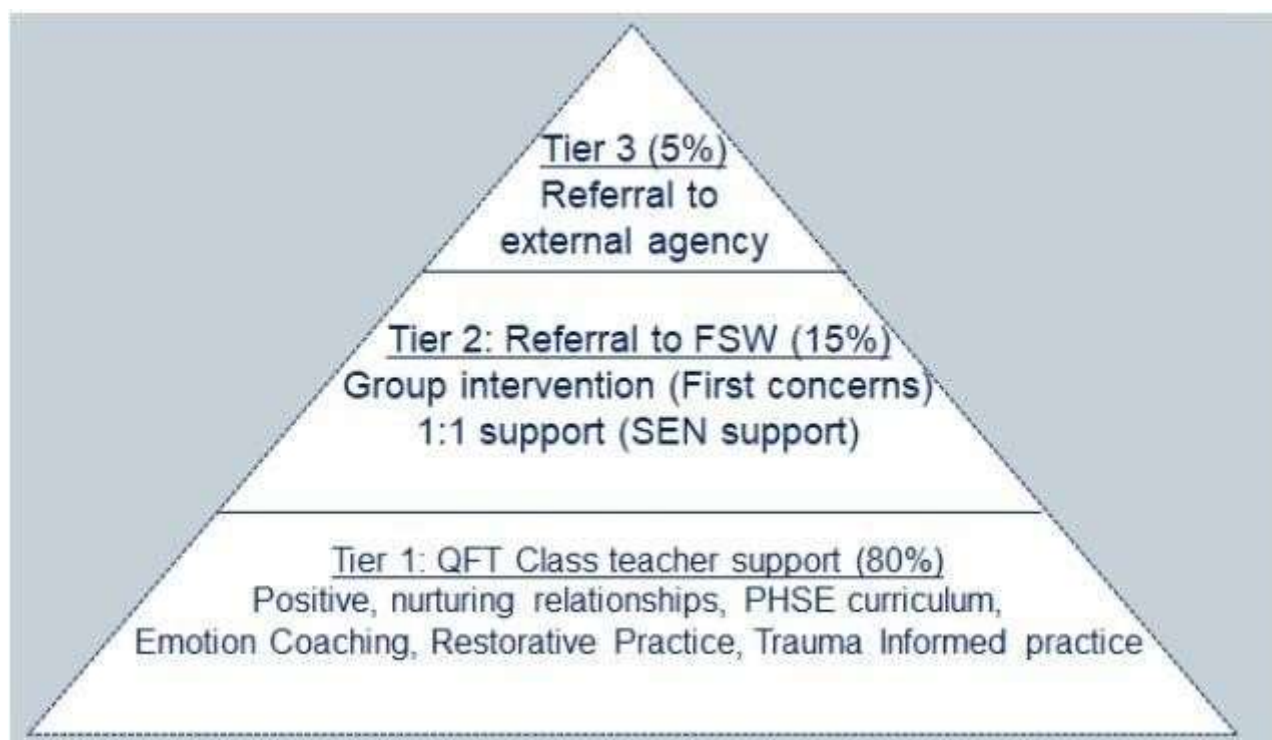 Tier 3 (5%)
Referral to
external agency
Tier 2: Referral to FSW (15%)
Group intervention (First concerns)
1:1 support (SEN support)
Tier 1: QFT Class teacher support (80%)
Positive, nurturing relationships, PHSE curriculum,
Emotion Coaching, Restorative Practice, Trauma Informed practice